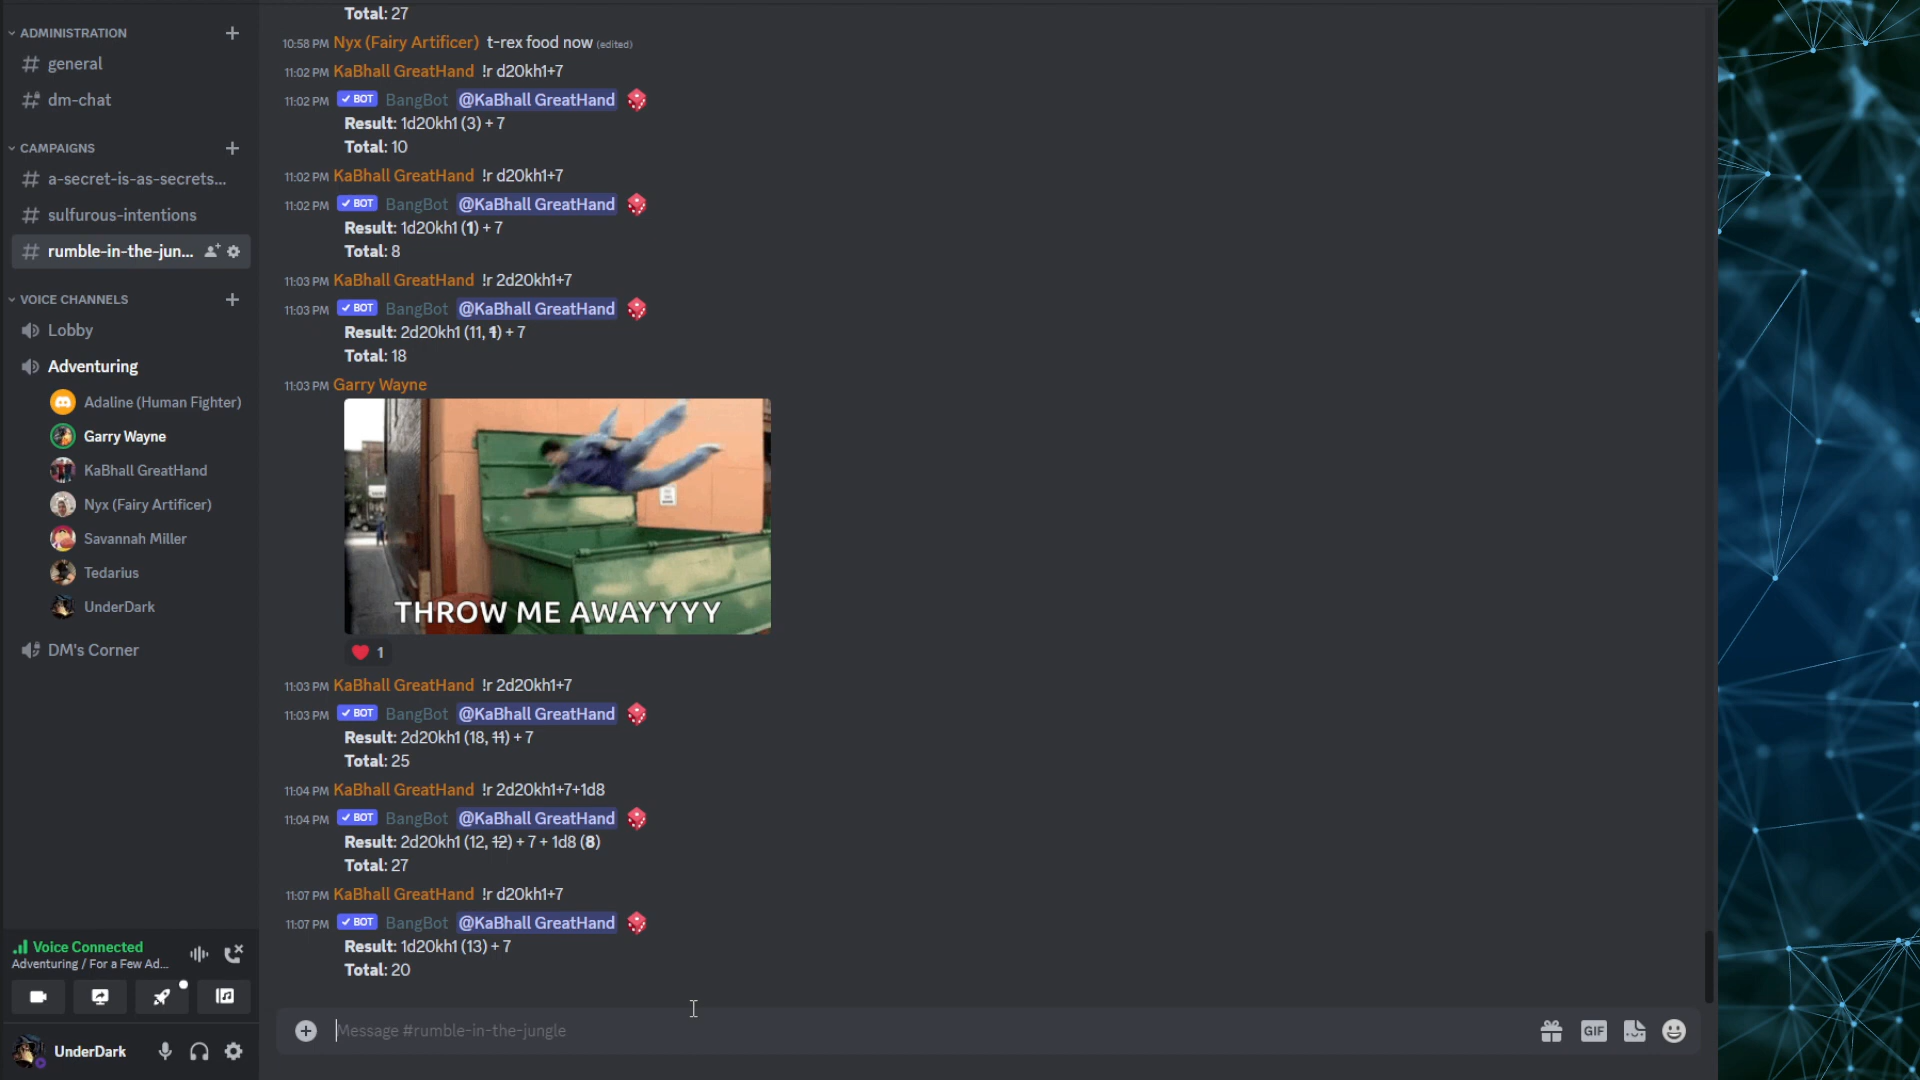 ADMINISTRATION
general
dm-chat
CAMPAIGNS
a-secret-is-as-secrets...
sulfurous-intentions
rumble-in-the-jun...
VOICE CHANNELS
Lobby
Adventuring
Adaline (Human Fighter)
Garry Wayne
KaBhall GreatHand
Nyx (Fairy Artificer)
Savannah Miller
Tedarius
UnderDark
DM's Corner
Voice Connected
Adventuring / For a Few Ad...
UnderDark
Total: 27
10:58 PM Nyx (Fairy Artificer) t-rex food now (edited)
11:02 PM KaBhall GreatHand !r d20kh1+7
11:02 PM ✓ BOT BangBot @KaBhall GreatHand
Result: 1d20kh1 (3) + 7
Total: 10
11:02 PM KaBhall GreatHand !r d20kh1+7
11:02 PM ✓ BOT BangBot @KaBhall GreatHand
Result: 1d20kh1 (1) + 7
Total: 8
11:03 PM KaBhall GreatHand !r 2d20kh1+7
11:03 PM ✓ BOT BangBot @KaBhall GreatHand
Result: 2d20kh1 (11, 1) + 7
Total: 18
11:03 PM Garry Wayne
THROW ME AWAYYYY
1
11:03 PM KaBhall GreatHand !r 2d20kh1+7
11:03 PM ✓ BOT BangBot @KaBhall GreatHand
Result: 2d20kh1 (18, 11) + 7
Total: 25
11:04 PM KaBhall GreatHand !r 2d20kh1+7+1d8
11:04 PM ✓ BOT BangBot @KaBhall GreatHand
Result: 2d20kh1 (12, 12) + 7 + 1d8 (8)
Total: 27
11:07 PM KaBhall GreatHand !r d20kh1+7
11:07 PM ✓ BOT BangBot @KaBhall GreatHand
Result: 1d20kh1 (13) + 7
Total: 20
Message #rumble-in-the-jungle
GIF